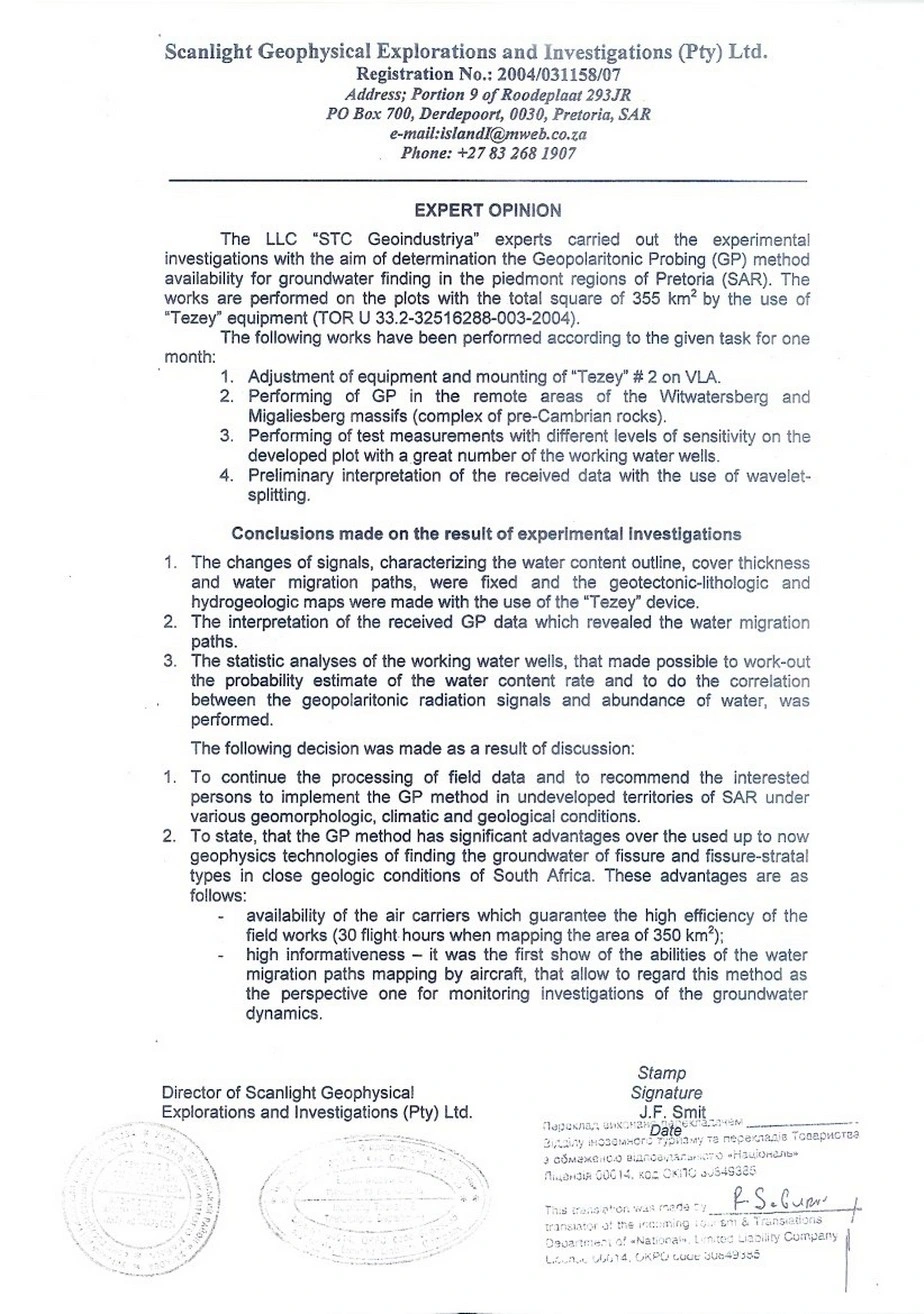 Scanlight Geophysical Explorations and Investigations (Pty) Ltd.
Registration No.: 2004/031158/07
Address; Portion 9 of Roodeplaat 293JR
PO Box 700, Derdepoort, 0030, Pretoria, SAR
e-mail:islandI@mweb.co.za
Phone: +27 83 268 1907
EXPERT OPINION
The LLC "STC Geoindustriya" experts carried out the experimental
investigations with the aim of determination the Geopolaritonic Probing (GP) method
availability for groundwater finding in the piedmont regions of Pretoria (SAR). The
works are performed on the plots with the total square of 355 km² by the use of
"Tezey" equipment (TOR U 33.2-32516288-003-2004).
The following works have been performed according to the given task for one
month:
1. Adjustment of equipment and mounting of "Tezey" # 2 on VLA.
2. Performing of GP in the remote areas of the Witwatersberg and
Migaliesberg massifs (complex of pre-Cambrian rocks).
3. Performing of test measurements with different levels of sensitivity on the
developed plot with a great number of the working water wells.
4. Preliminary interpretation of the received data with the use of wavelet-
splitting.
Conclusions made on the result of experimental investigations
1. The changes of signals, characterizing the water content outline, cover thickness
and water migration paths, were fixed and the geotectonic-lithologic and
hydrogeologic maps were made with the use of the "Tezey" device.
2. The interpretation of the received GP data which revealed the water migration
paths.
3. The statistic analyses of the working water wells, that made possible to work-out
the probability estimate of the water content rate and to do the correlation
between the geopolaritonic radiation signals and abundance of water, was
performed.
The following decision was made as a result of discussion:
1. To continue the processing of field data and to recommend the interested
persons to implement the GP method in undeveloped territories of SAR under
various geomorphologic, climatic and geological conditions.
2. To state, that the GP method has significant advantages over the used up to now
geophysics technologies of finding the groundwater of fissure and fissure-stratal
types in close geologic conditions of South Africa. These advantages are as
follows:
- availability of the air carriers which guarantee the high efficiency of the
field works (30 flight hours when mapping the area of 350 km²);
- high informativeness – it was the first show of the abilities of the water
migration paths mapping by aircraft, that allow to regard this method as
the perspective one for monitoring investigations of the groundwater
dynamics.
Stamp
Director of Scanlight Geophysical Signature
Explorations and Investigations (Pty) Ltd. J.F. Smit
Date
Переклад виконано перекладачем
Відділу іноземного туризму та перекладів Товариства
з обмеженою відповідальністю «Національ»
Ліцензія 00014, код ОКПО 30849385
This translation was made by
translator of the incoming Tourism & Translations
Department of «National», Limited Liability Company
Licence 00014, OKPO code 30849385